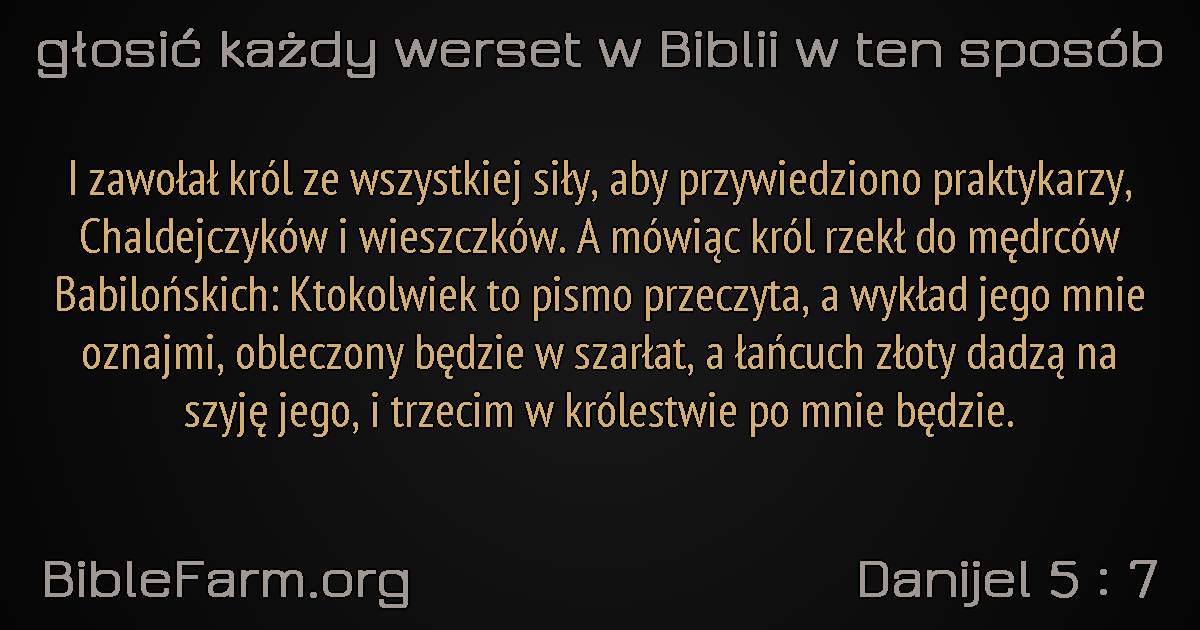 głosić każdy werset w Biblii w ten sposób
I zawołał król ze wszystkiej siły, aby przywiedziono praktykarzy,
Chaldejczyków i wieszczków. A mówiąc król rzekł do mędrców
Babilońskich: Ktokolwiek to pismo przeczyta, a wykład jego mnie
oznajmi, obleczony będzie w szarłat, a łańcuch złoty dadzą na
szyję jego, i trzecim w królestwie po mnie będzie.
BibleFarm.org
Danijel 5 : 7